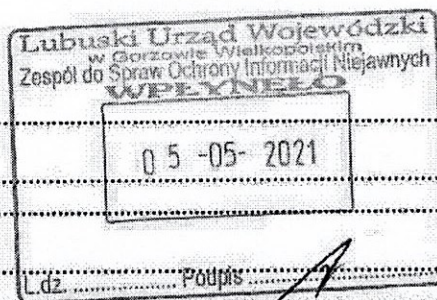 Lubuski Urząd Wojewódzki
w Gorzowie Wielkopolskim
Zespół do Spraw Ochrony Informacji Niejawnych
WPŁYNĘŁO
05 -05- 2021
L.dz. .................. Podpis ..................